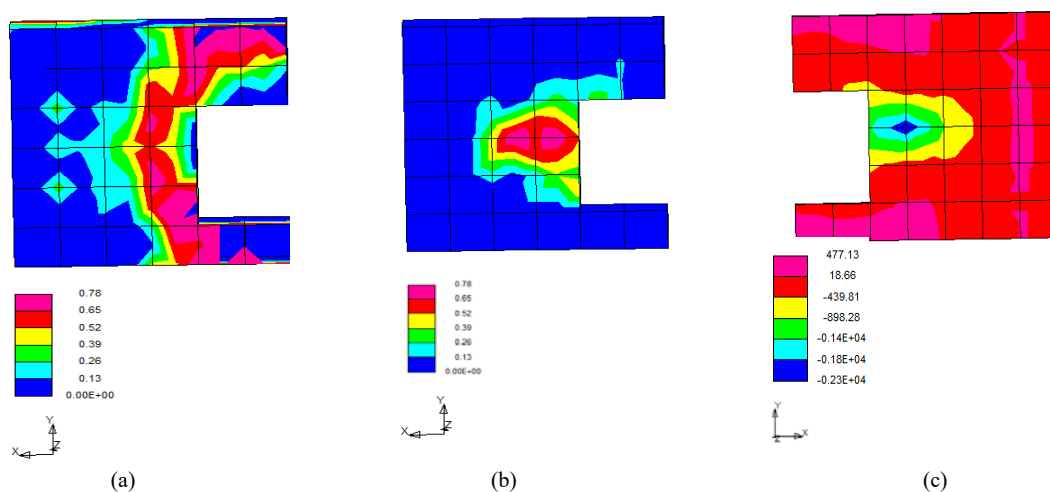 0.78
0.65
0.52
0.39
0.26
0.13
0.00E+00
Y
X
Z
(a)
0.78
0.65
0.52
0.39
0.26
0.13
0.00E+00
Y
X
Z
(b)
477.13
18.66
-439.81
-898.28
-0.14E+04
-0.18E+04
-0.23E+04
Y
Z
X
(c)